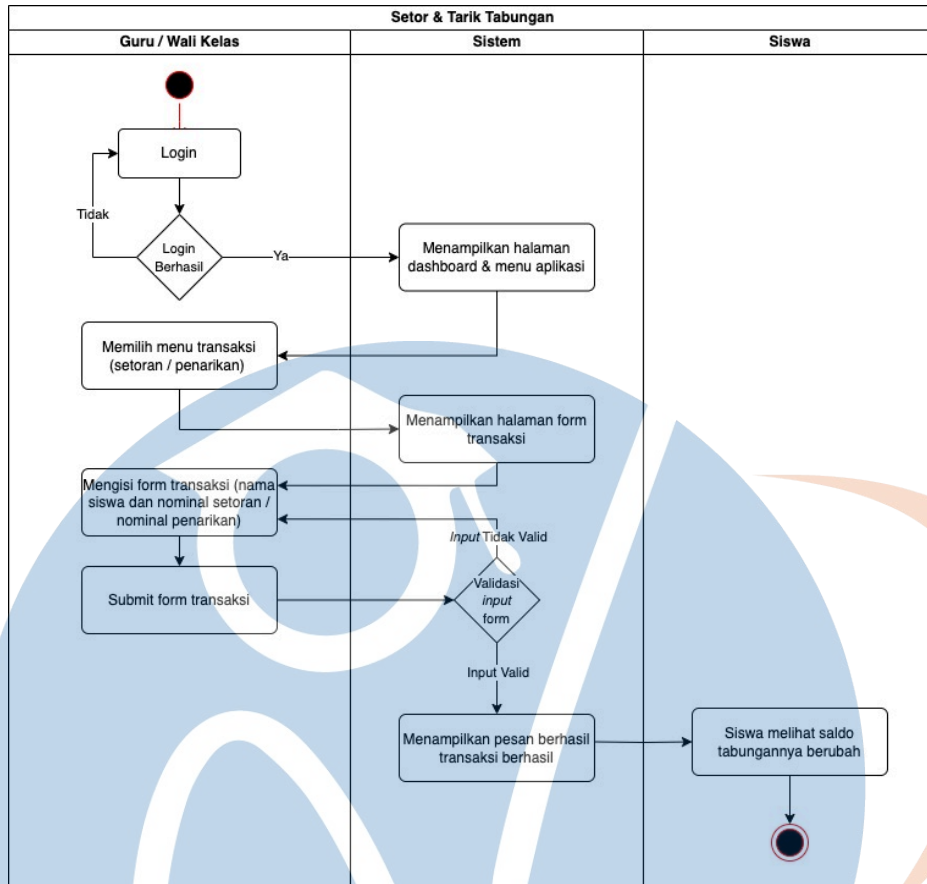 Setor & Tarik Tabungan
Guru / Wali Kelas
Sistem
Siswa
Login
Tidak
Login
Berhasil
Ya
Menampilkan halaman
dashboard & menu aplikasi
Memilih menu transaksi
(setoran / penarikan)
Menampilkan halaman form
transaksi
Mengisi form transaksi (nama
siswa dan nominal setoran /
nominal penarikan)
Input Tidak Valid
Submit form transaksi
Validasi
input
form
Input Valid
Menampilkan pesan berhasil
transaksi berhasil
Siswa melihat saldo
tabungannya berubah